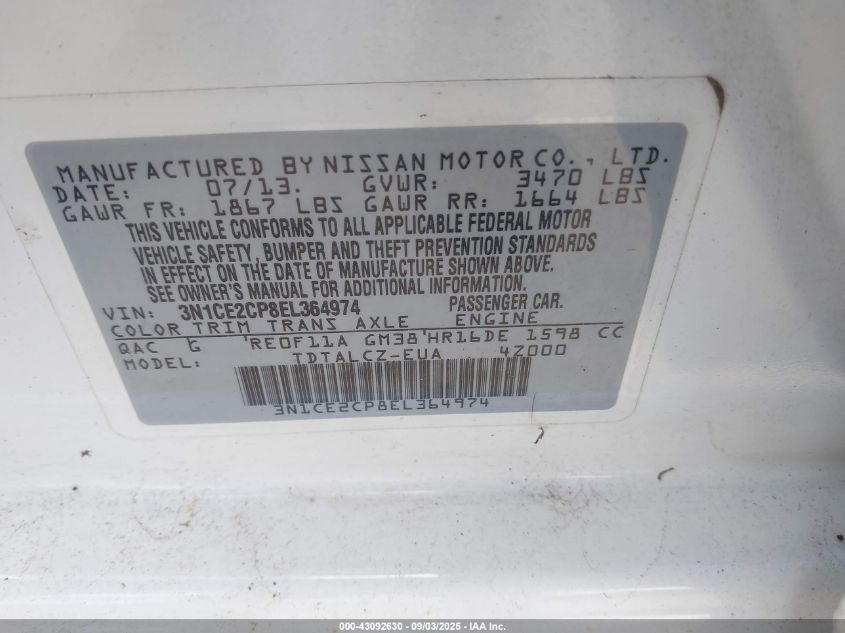 MANUFACTURED BY NISSAN MOTOR CO., LTD.
DATE: 07/13. GVWR: 3470 LBS
GAWR FR: 1867 LBS GAWR RR: 1664 LBS
THIS VEHICLE CONFORMS TO ALL APPLICABLE FEDERAL MOTOR
VEHICLE SAFETY, BUMPER AND THEFT PREVENTION STANDARDS
IN EFFECT ON THE DATE OF MANUFACTURE SHOWN ABOVE.
SEE OWNER'S MANUAL FOR ADDITIONAL INFORMATION.
VIN: 3N1CE2CP8EL364974 PASSENGER CAR.
COLOR TRIM TRANS AXLE ENGINE
QAC G 'RE0F11A GM38'HR16DE 1598 CC
MODEL: TDTALCZ-EUA 4Z000
3N1CE2CP8EL364974
000-43092630 - 09/03/2025 - IAA Inc.